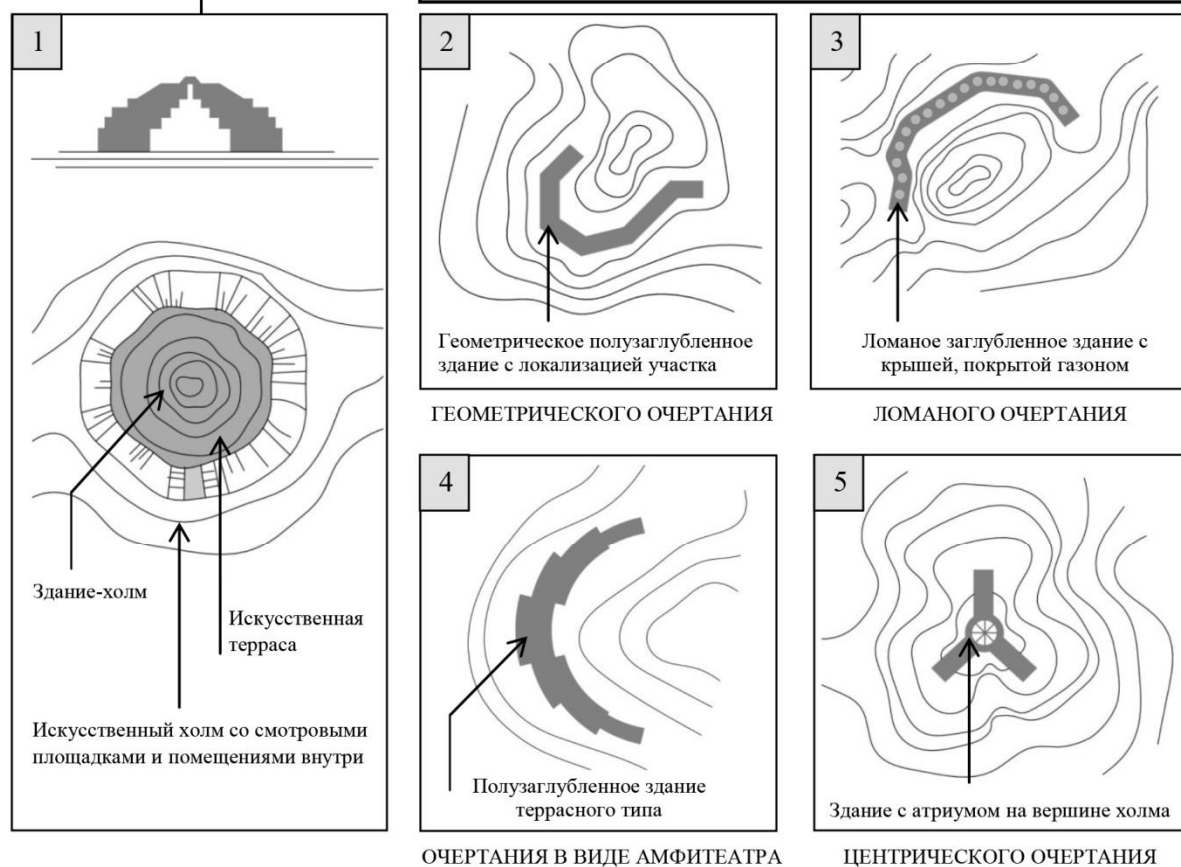 1
Здание-холм
Искусственная
терраса
Искусственный холм со смотровыми
площадками и помещениями внутри
2
Геометрическое полузаглубленное
здание с локализацией участка
ГЕОМЕТРИЧЕСКОГО ОЧЕРТАНИЯ
3
Ломаное заглубленное здание с
крышей, покрытой газоном
ЛОМАНОГО ОЧЕРТАНИЯ
4
Полузаглубленное здание
террасного типа
ОЧЕРТАНИЯ В ВИДЕ АМФИТЕАТРА
5
Здание с атриумом на вершине холма
ЦЕНТРИЧЕСКОГО ОЧЕРТАНИЯ